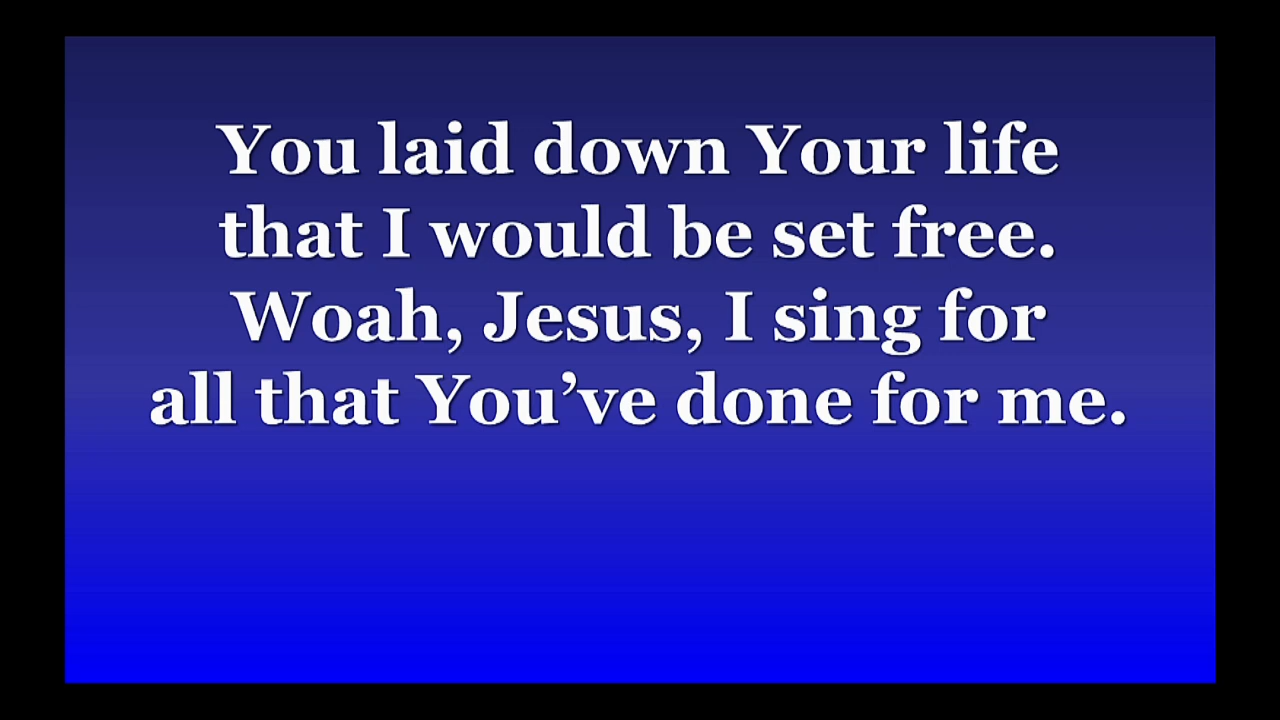 You laid down Your life
that I would be set free.
Woah, Jesus, I sing for
all that You’ve done for me.